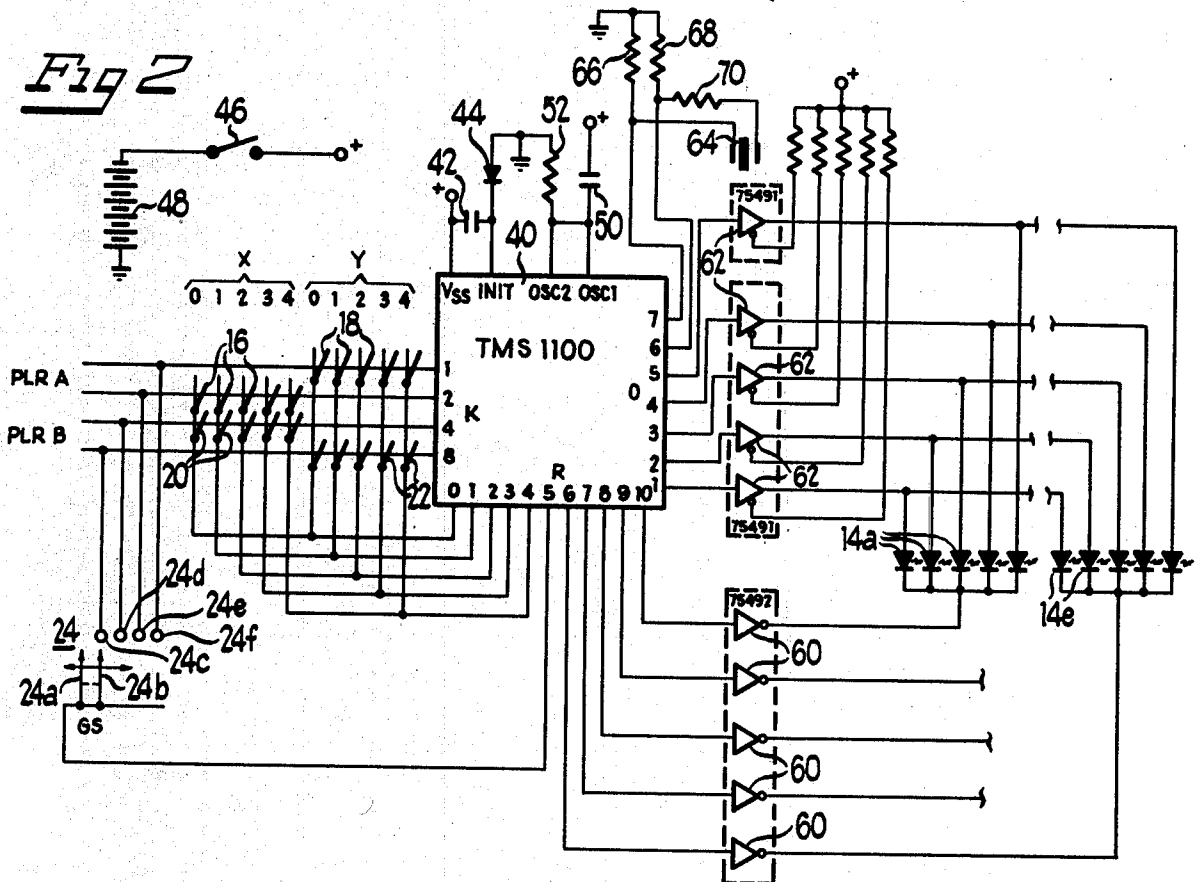 Fig 2
66
68
70
46
+
44
52
+
64
42
+
48
50
75491
40
X
Y
62
0 1 2 3 4
0 1 2 3 4
VSS INIT OSC2 OSC1
16
18
TMS 1100
7
6
5
4
3
2
1
O
62
62
62
75491
PLR A
PLR B
1
2
4
8
K
20
22
R
0 1 2 3 4 5 6 7 8 9 10
14a
14e
24
24d
24e
24f
24c
24a
24b
GS
75492
60
60
60
60
+